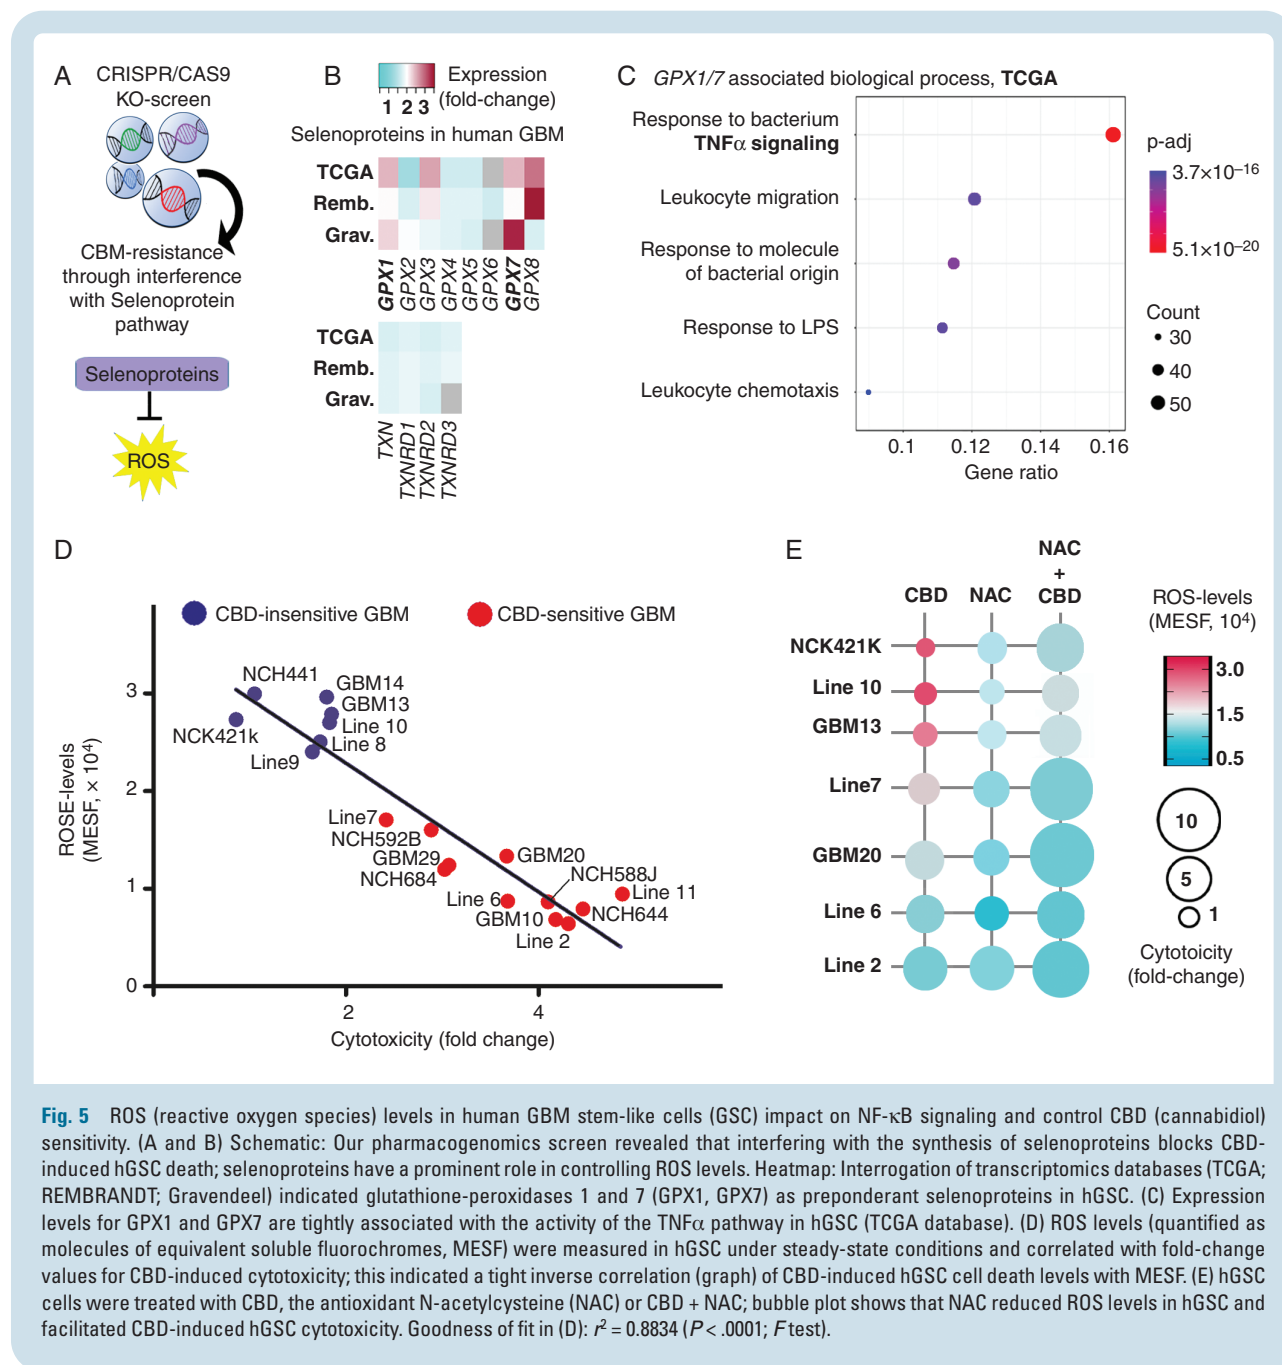 A
CRISPR/CAS9
KO-screen
CBM-resistance
through interference
with Selenoprotein
pathway
Selenoproteins
ROS
B
Expression
(fold-change)
1 2 3
Selenoproteins in human GBM
TCGA
Remb.
Grav.
GPX1
GPX2
GPX3
GPX4
GPX5
GPX6
GPX7
GPX8
TCGA
Remb.
Grav.
TXN
TXNRD1
TXNRD2
TXNRD3
C
GPX1/7 associated biological process, TCGA
Response to bacterium
TNFα signaling
Leukocyte migration
Response to molecule
of bacterial origin
Response to LPS
Leukocyte chemotaxis
0.1 0.12 0.14 0.16
Gene ratio
p-adj
3.7×10⁻¹⁶
5.1×10⁻²⁰
Count
30
40
50
D
CBD-insensitive GBM
CBD-sensitive GBM
ROSE-levels
(MESF, × 10⁴)
3
2
1
0
NCH441
GBM14
GBM13
NCK421k
Line 10
Line 8
Line9
Line7
NCH592B
GBM29
NCH684
GBM20
NCH588J
Line 6
Line 11
GBM10
NCH644
Line 2
2 4
Cytotoxicity (fold change)
E
CBD
NAC
NAC
+
CBD
NCK421K
Line 10
GBM13
Line7
GBM20
Line 6
Line 2
ROS-levels
(MESF, 10⁴)
3.0
1.5
0.5
10
5
1
Cytotoicity
(fold-change)
Fig. 5 ROS (reactive oxygen species) levels in human GBM stem-like cells (GSC) impact on NF-κB signaling and control CBD (cannabidiol)
sensitivity. (A and B) Schematic: Our pharmacogenomics screen revealed that interfering with the synthesis of selenoproteins blocks CBD-
induced hGSC death; selenoproteins have a prominent role in controlling ROS levels. Heatmap: Interrogation of transcriptomics databases (TCGA;
REMBRANDT; Gravendeel) indicated glutathione-peroxidases 1 and 7 (GPX1, GPX7) as preponderant selenoproteins in hGSC. (C) Expression
levels for GPX1 and GPX7 are tightly associated with the activity of the TNFα pathway in hGSC (TCGA database). (D) ROS levels (quantified as
molecules of equivalent soluble fluorochromes, MESF) were measured in hGSC under steady-state conditions and correlated with fold-change
values for CBD-induced cytotoxicity; this indicated a tight inverse correlation (graph) of CBD-induced hGSC cell death levels with MESF. (E) hGSC
cells were treated with CBD, the antioxidant N-acetylcysteine (NAC) or CBD + NAC; bubble plot shows that NAC reduced ROS levels in hGSC and
facilitated CBD-induced hGSC cytotoxicity. Goodness of fit in (D): r² = 0.8834 (P < .0001; F test).